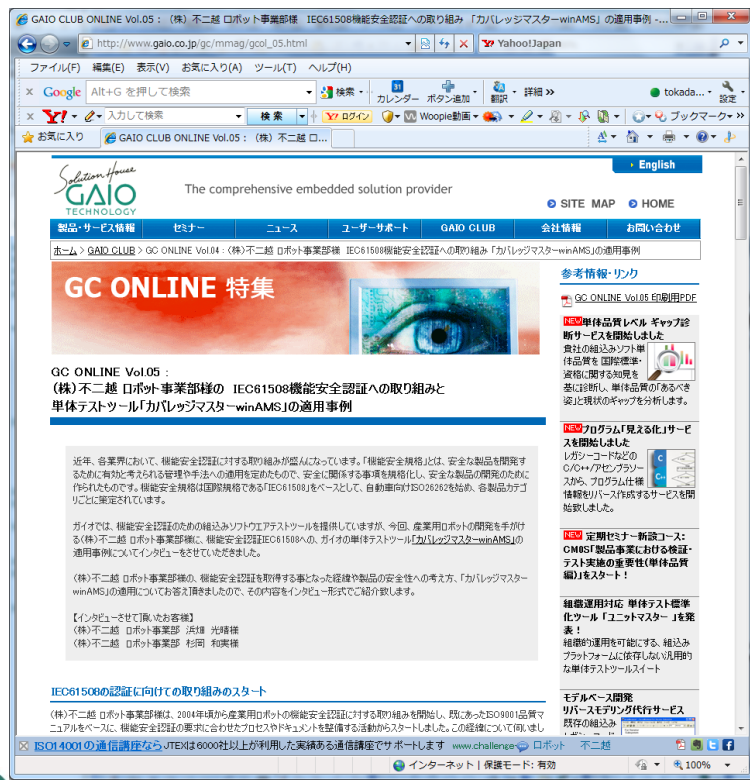 GAIO CLUB ONLINE Vol.05 : （株）不二越 ロボット事業部様 IEC61508機能安全認証への取り組み 「カバレッジマスターwinAMS」の適用事例 -...
http://www.gaio.co.jp/gc/mmag/gcol_05.html
Yahoo!Japan
ファイル(F) 編集(E) 表示(V) お気に入り(A) ツール(T) ヘルプ(H)
x Google Alt+G を押して検索 検索 カレンダー ボタン追加 翻訳 詳細 » tokada... 設定
x Y! 入力して検索 検索 ログイン Woopie動画 ブックマーク
お気に入り GAIO CLUB ONLINE Vol.05 : （株）不二越 ロ...
English
Solution House
GAIO
TECHNOLOGY
The comprehensive embedded solution provider
SITE MAP HOME
製品・サービス情報 セミナー ニュース ユーザーサポート GAIO CLUB 会社情報 お問い合わせ
ホーム > GAIO CLUB > GC ONLINE Vol.04 : （株）不二越 ロボット事業部様 IEC61508機能安全認証への取り組み 「カバレッジマスターwinAMS」の適用事例
GC ONLINE 特集
GC ONLINE Vol.05 :
（株）不二越 ロボット事業部様の IEC61508機能安全認証への取り組みと
単体テストツール「カバレッジマスターwinAMS」の適用事例
近年、各業界において、機能安全認証に対する取り組みが盛んになっています。「機能安全規格」とは、安全な製品を開発す
るために有効と考えられる管理や手法への適用を定めたもので、安全に関係する事項を規格化し、安全な製品の開発のために
作られたものです。機能安全規格は国際規格である「IEC61508」をベースとして、自動車向けISO26262を始め、各製品カテゴ
リごとに策定されています。
ガイオでは、機能安全認証のための組込みソフトウエアテストツールを提供していますが、今回、産業用ロボットの開発を手がけ
る（株）不二越 ロボット事業部様に、機能安全認証IEC61508への、ガイオの単体テストツール「カバレッジマスターwinAMS」の
適用事例についてインタビューをさせていただきました。
（株）不二越 ロボット事業部様の、機能安全認証を取得する事となった経緯や製品の安全性への考え方、「カバレッジマスター
winAMS」の適用についてお答え頂きましたので、その内容をインタビュー形式でご紹介致します。
【インタビューさせて頂いたお客様】
（株）不二越 ロボット事業部 浜畑 光晴様
（株）不二越 ロボット事業部 杉岡 和実様
IEC61508の認証に向けての取り組みのスタート
（株）不二越 ロボット事業部様は、2004年頃から産業用ロボットの機能安全認証に対する取り組みを開始し、既にあったISO9001品質マ
ニュアルをベースに、機能安全認証の要求に合わせたプロセスやドキュメントを整備する活動からスタートしました。この経緯について伺いまし
参考情報・リンク
GC ONLINE Vol.05 印刷用PDF
NEW単体品質レベル ギャップ診
断サービスを開始しました
貴社の組込みソフト単
体品質を 国際標準・
資格に関する知見を
基に診断し、単体品質の「あるべき
姿」と現状のギャップを分析します。
NEWプログラム「見える化」サービ
スを開始しました
レガシーコードなどの
C/C++/アセンブラソー
スから、プログラム仕様
情報をリバース作成するサービスを開
始致しました。
NEW 定期セミナー新設コース:
CM05「製品事業における検証・
テスト実施の重要性(単体品質
編)」をスタート！
組織運用対応 単体テスト標準
化ツール 「ユニットマスター 」を発
表！
組織的運用を可能にする、組込み
プラットフォームに依存しない汎用的
な単体テストツールスイート
モデルベース開発
リバースモデリング代行サービス
既存の組込み
ISO14001の通信講座なら JTEXは6000社以上が利用した実績ある通信講座でサポートします www.challenge ロボット 不二越
インターネット | 保護モード: 有効 100%